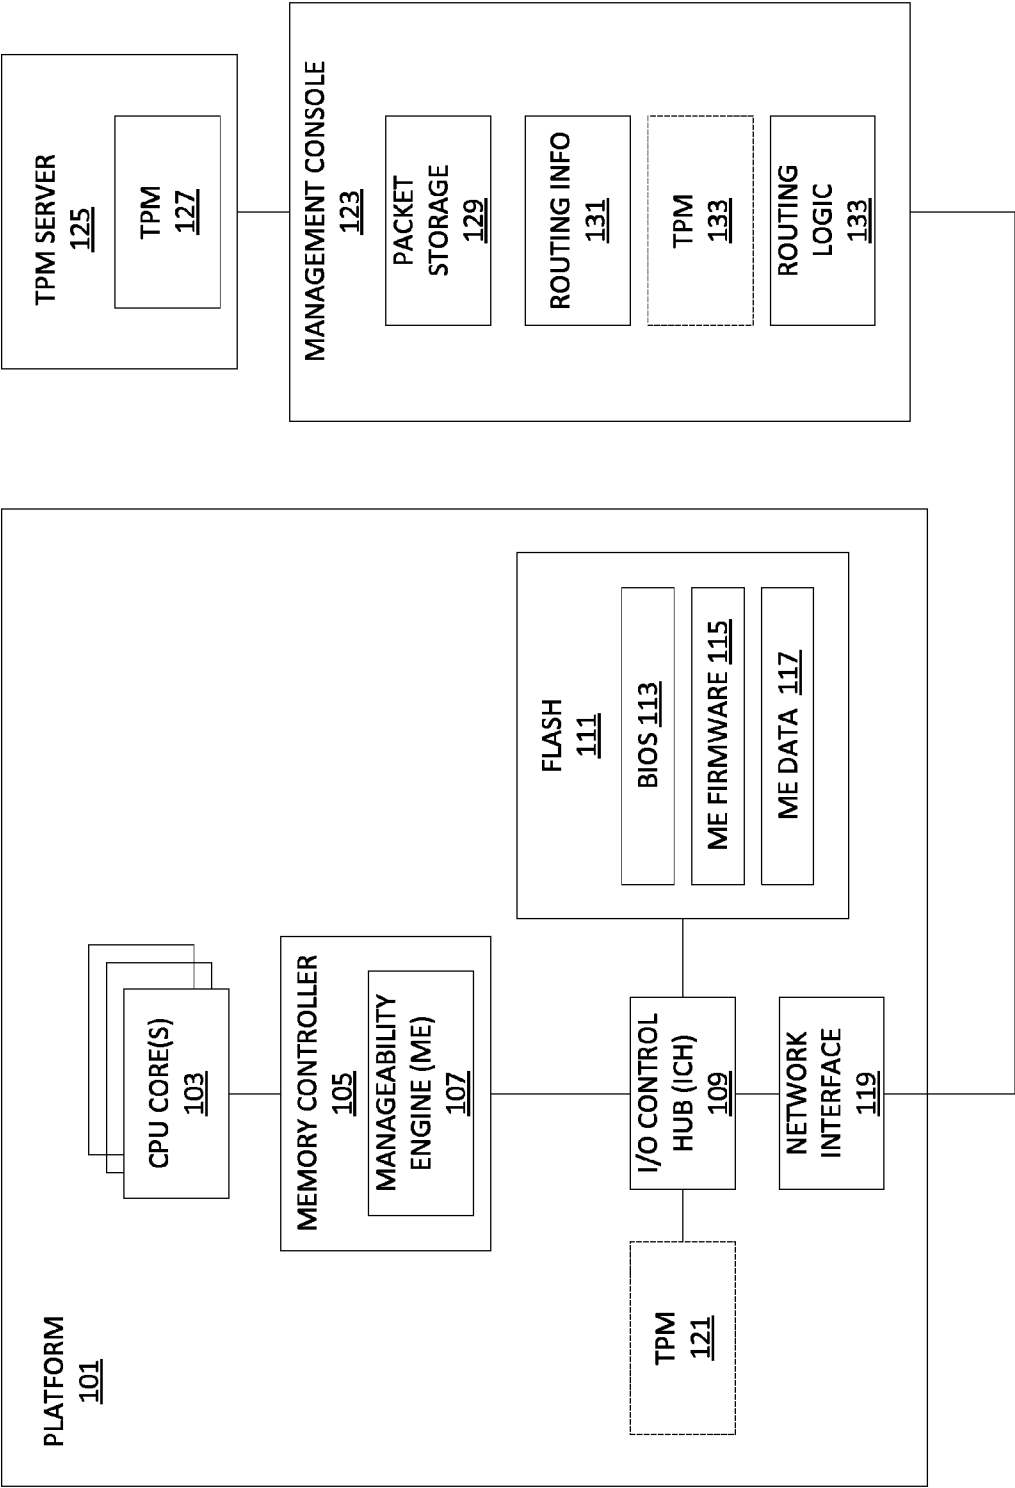 PLATFORM
101
CPU CORE(S)
103
MEMORY CONTROLLER
105
MANAGEABILITY
ENGINE (ME)
107
TPM
121
I/O CONTROL
HUB (ICH)
109
NETWORK
INTERFACE
119
FLASH
111
BIOS 113
ME FIRMWARE 115
ME DATA 117
TPM SERVER
125
TPM
127
MANAGEMENT CONSOLE
123
PACKET
STORAGE
129
ROUTING INFO
131
TPM
133
ROUTING
LOGIC
133